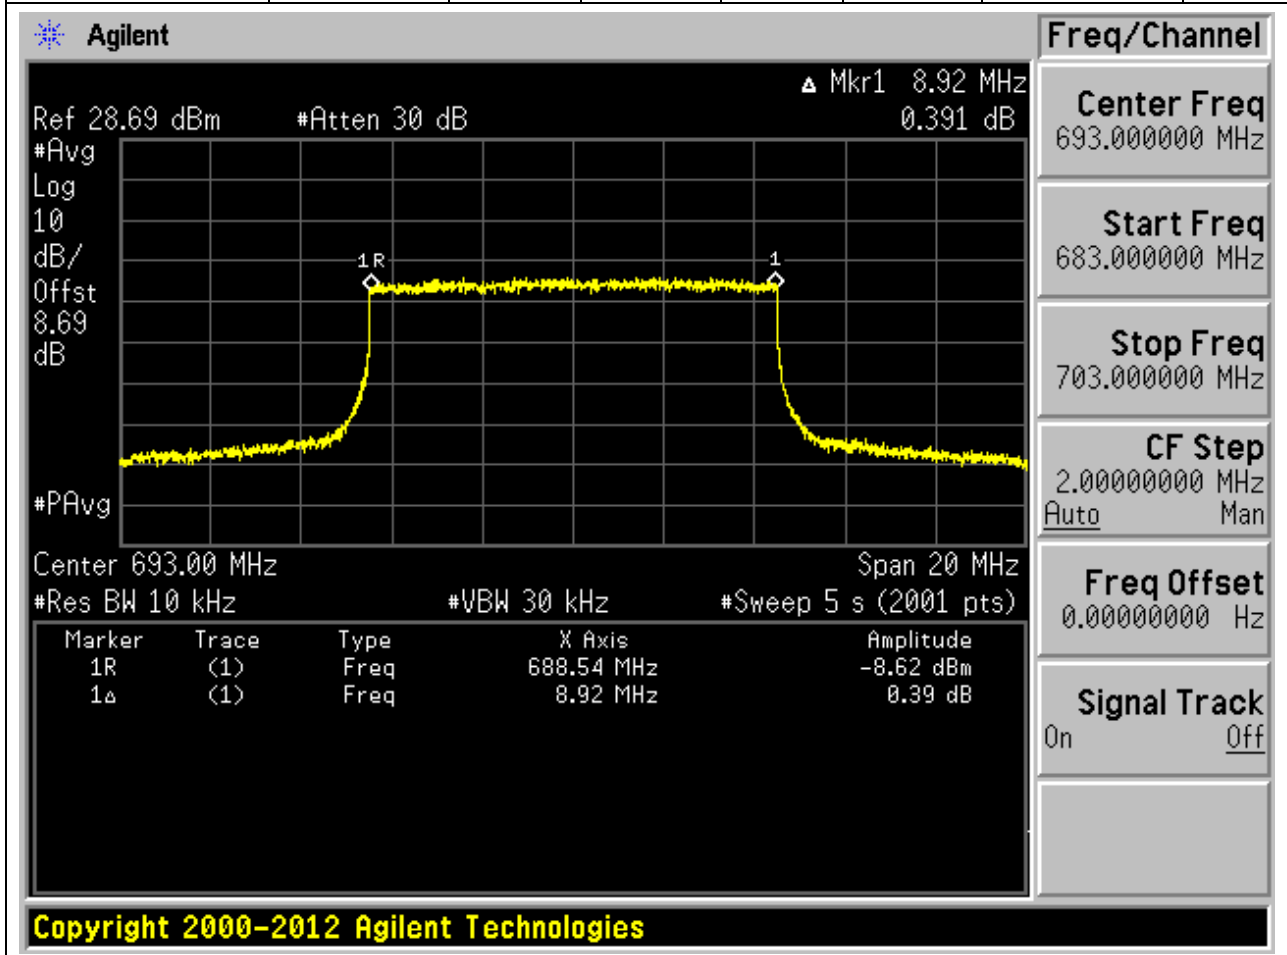 Agilent
Freq/Channel
▵ Mkr1 8.92 MHz
Ref 28.69 dBm #Atten 30 dB 0.391 dB
#Avg
Log
10
dB/
Offst
8.69
dB
1R
1
#PAvg
Center 693.00 MHz Span 20 MHz
#Res BW 10 kHz #VBW 30 kHz #Sweep 5 s (2001 pts)
Marker Trace Type X Axis Amplitude
1R (1) Freq 688.54 MHz -8.62 dBm
1▵ (1) Freq 8.92 MHz 0.39 dB
Center Freq
693.000000 MHz
Start Freq
683.000000 MHz
Stop Freq
703.000000 MHz
CF Step
2.00000000 MHz
Auto Man
Freq Offset
0.00000000 Hz
Signal Track
On Off
Copyright 2000-2012 Agilent Technologies